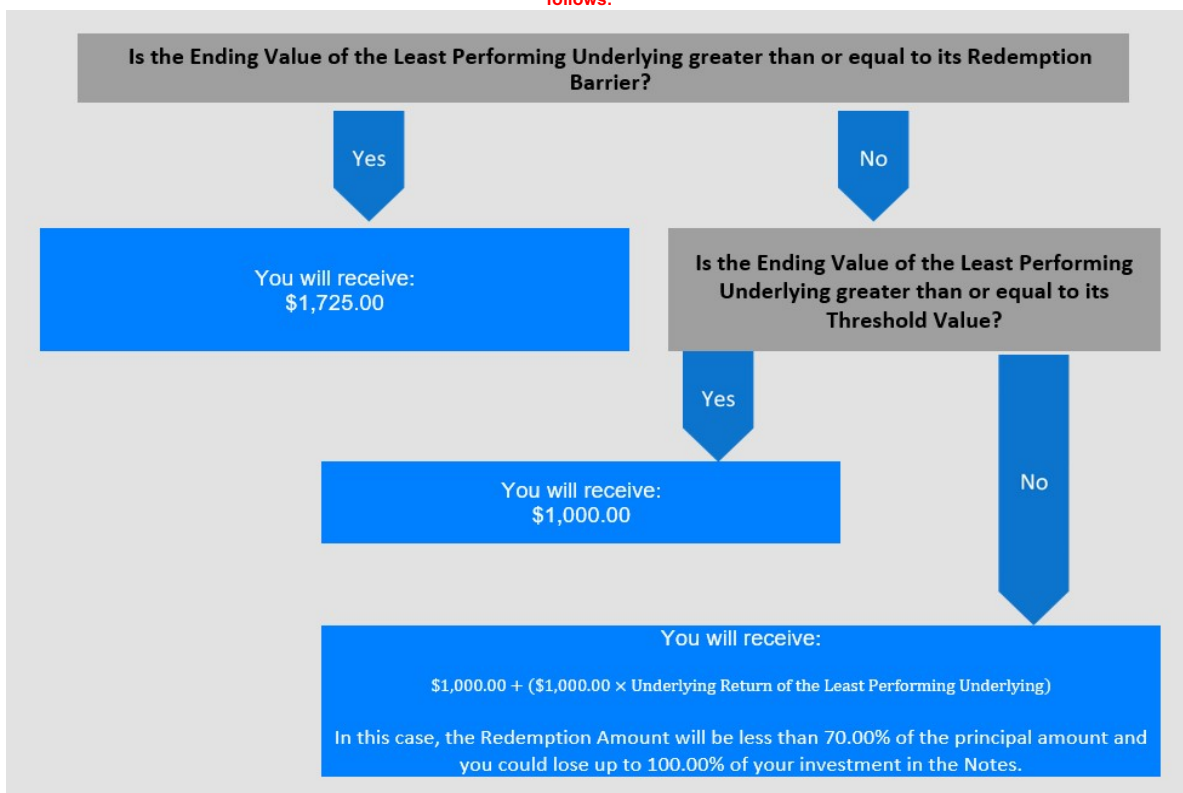 follows:
Is the Ending Value of the Least Performing Underlying greater than or equal to its Redemption
Barrier?
Yes
No
You will receive:
$1,725.00
Is the Ending Value of the Least Performing
Underlying greater than or equal to its
Threshold Value?
Yes
No
You will receive:
$1,000.00
You will receive:
$1,000.00 + ($1,000.00 × Underlying Return of the Least Performing Underlying)
In this case, the Redemption Amount will be less than 70.00% of the principal amount and
you could lose up to 100.00% of your investment in the Notes.